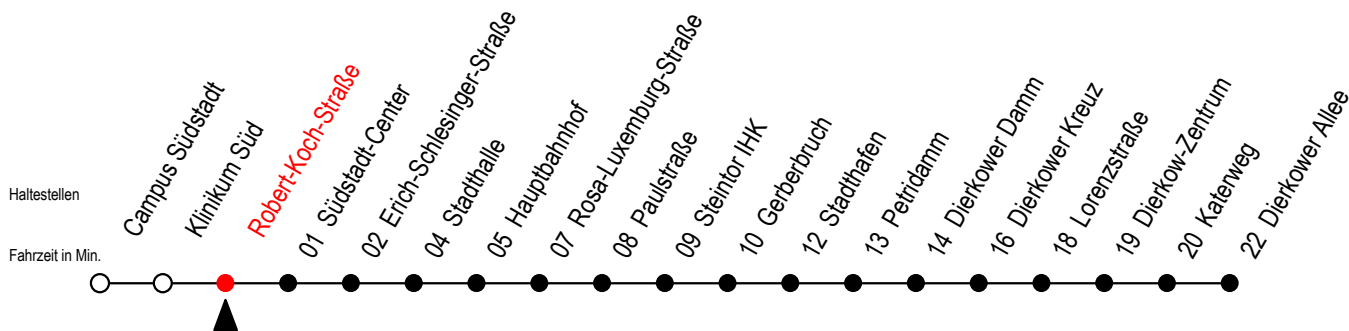 Haltestellen
Fahrzeit in Min.
Campus Südstadt
Klinikum Süd
Robert-Koch-Straße
01 Südstadt-Center
02 Erich-Schlesinger-Straße
04 Stadthalle
05 Hauptbahnhof
07 Rosa-Luxemburg-Straße
08 Paulstraße
09 Steintor IHK
10 Gerberbruch
12 Stadthafen
13 Petridamm
14 Dierkower Damm
16 Dierkower Kreuz
18 Lorenzstraße
19 Dierkow-Zentrum
20 Katerweg
22 Dierkower Allee